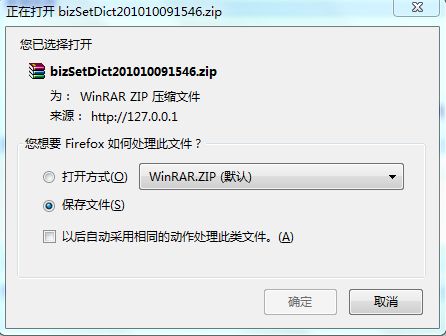 正在打开 bizSetDict201010091546.zip
您已选择打开
bizSetDict201010091546.zip
为： WinRAR ZIP 压缩文件
来源： http://127.0.0.1
您想要 Firefox 如何处理此文件？
打开方式(O) WinRAR.ZIP (默认)
保存文件(S)
以后自动采用相同的动作处理此类文件。(A)
确定 取消